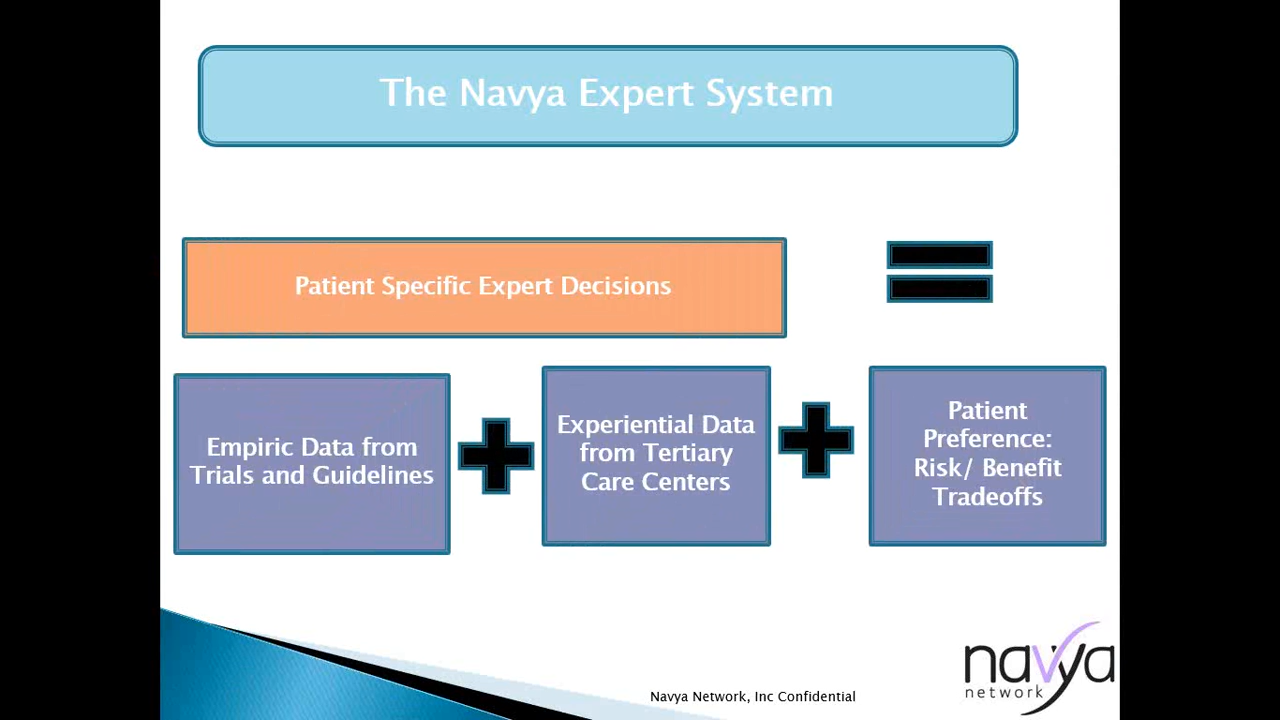 The Navya Expert System
Patient Specific Expert Decisions
Empiric Data from
Trials and Guidelines
Experiential Data
from Tertiary
Care Centers
Patient
Preference:
Risk/ Benefit
Tradeoffs
Navya Network, Inc Confidential
navya
network